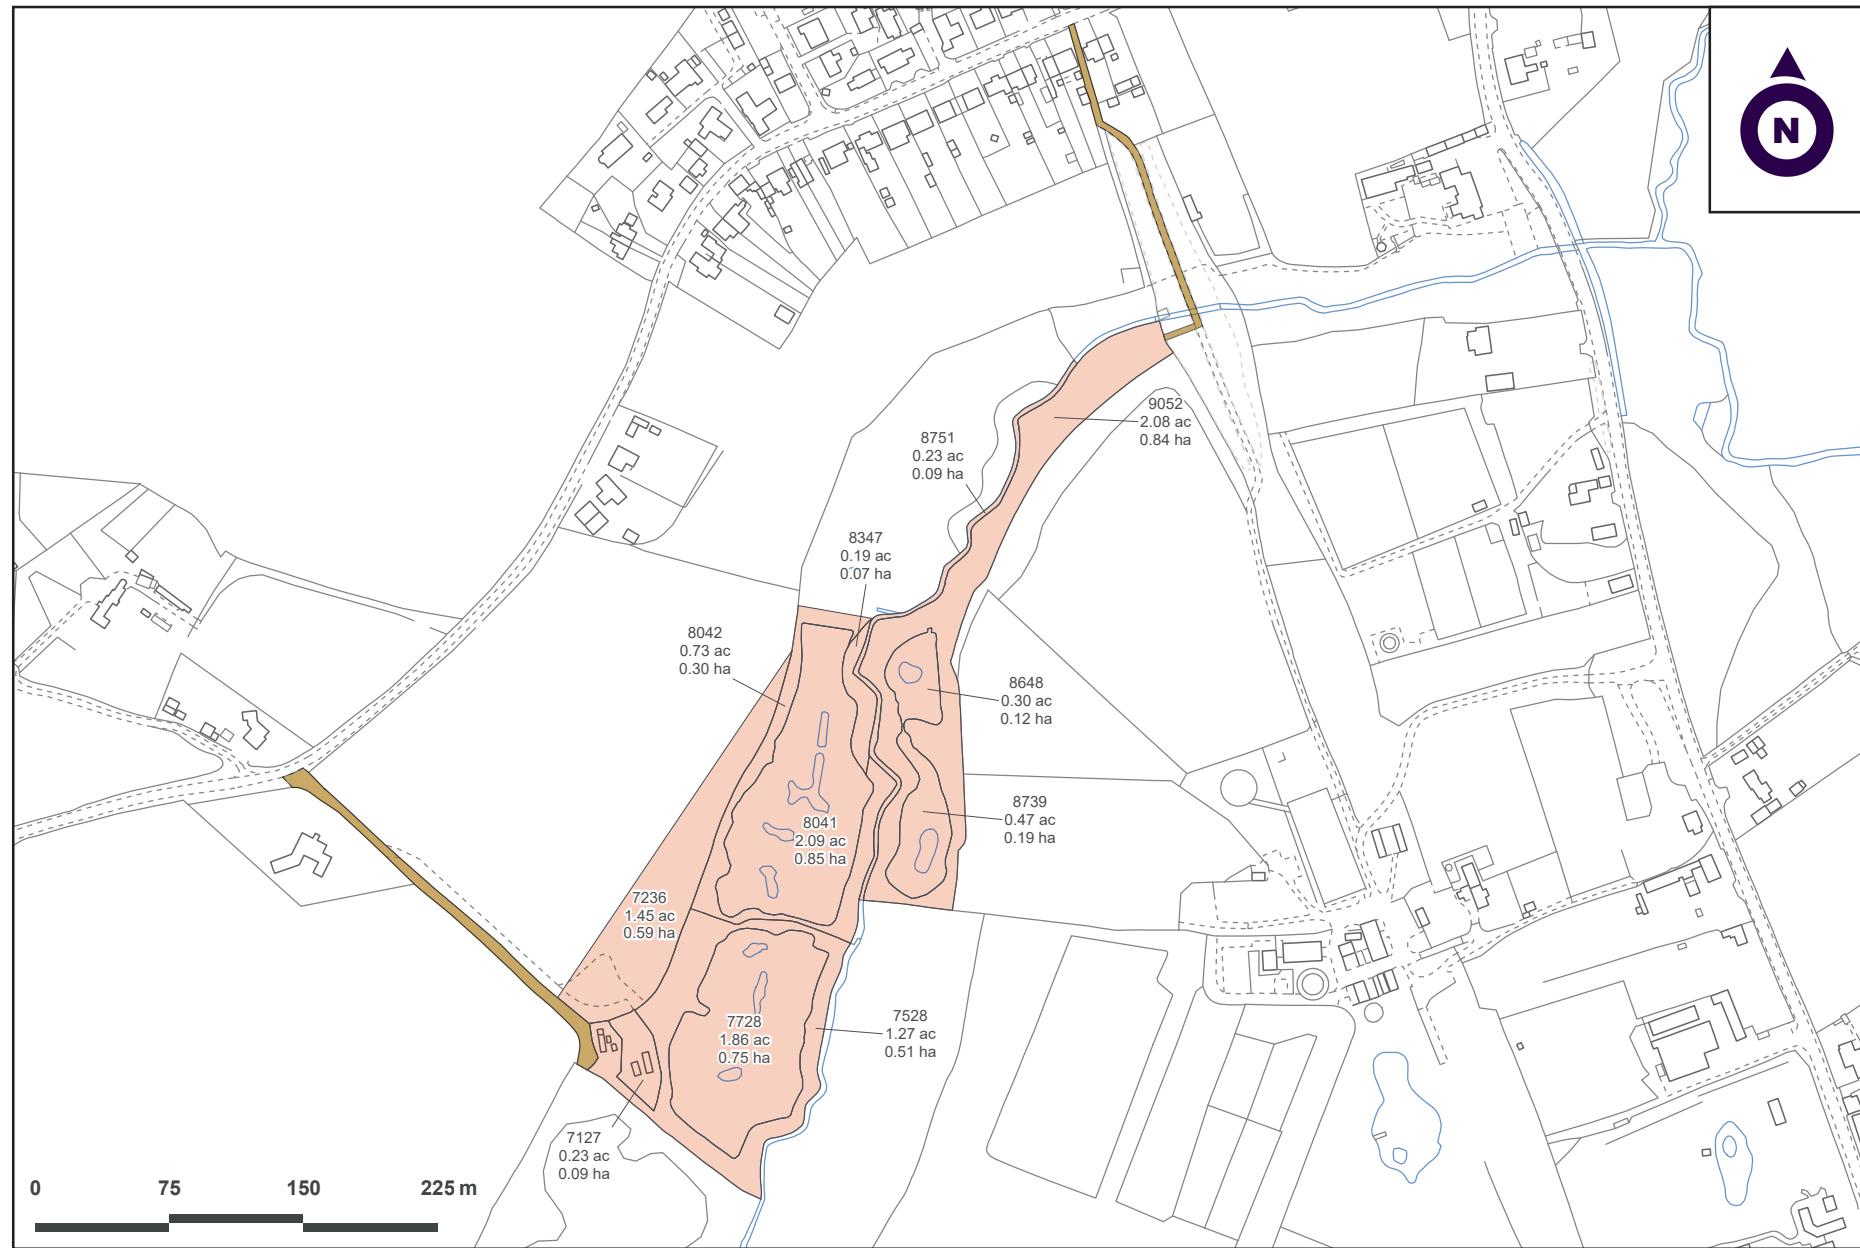 N
9052
2.08 ac
0.84 ha
8751
0.23 ac
0.09 ha
8347
0.19 ac
0.07 ha
8042
0.73 ac
0.30 ha
8648
0.30 ac
0.12 ha
8739
0.47 ac
0.19 ha
8041
2.09 ac
0.85 ha
7236
1.45 ac
0.59 ha
7728
1.86 ac
0.75 ha
7528
1.27 ac
0.51 ha
7127
0.23 ac
0.09 ha
0 75 150 225 m